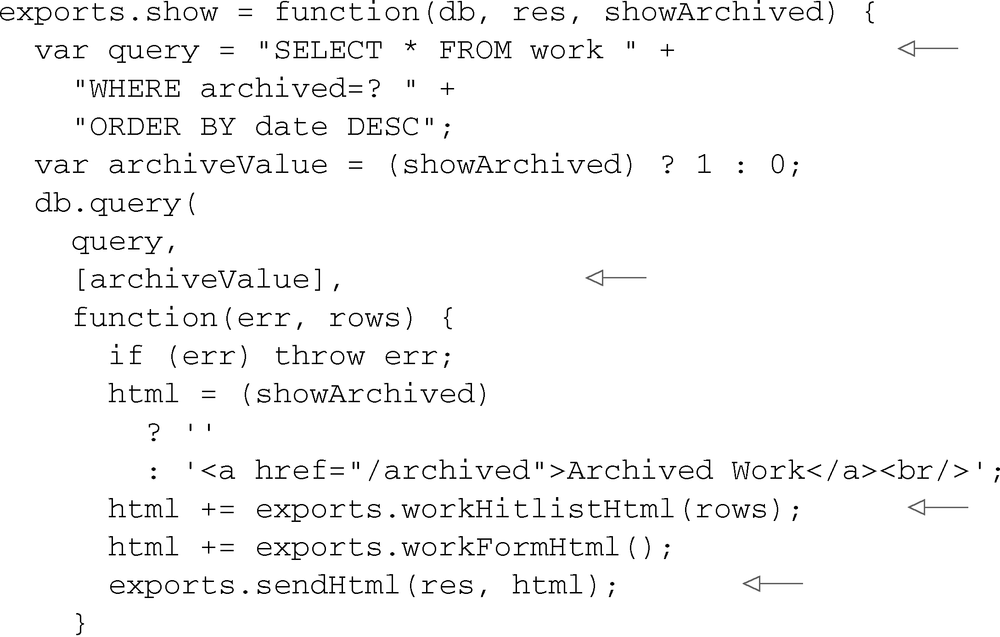 exports.show = function(db, res, showArchived) {
  var query = "SELECT * FROM work " +
    "WHERE archived=? " +
    "ORDER BY date DESC";
  var archiveValue = (showArchived) ? 1 : 0;
  db.query(
    query,
    [archiveValue],
    function(err, rows) {
      if (err) throw err;
      html = (showArchived)
        ? ''
        : '<a href="/archived">Archived Work</a><br/>';
      html += exports.workHitlistHtml(rows);
      html += exports.workFormHtml();
      exports.sendHtml(res, html);
    }